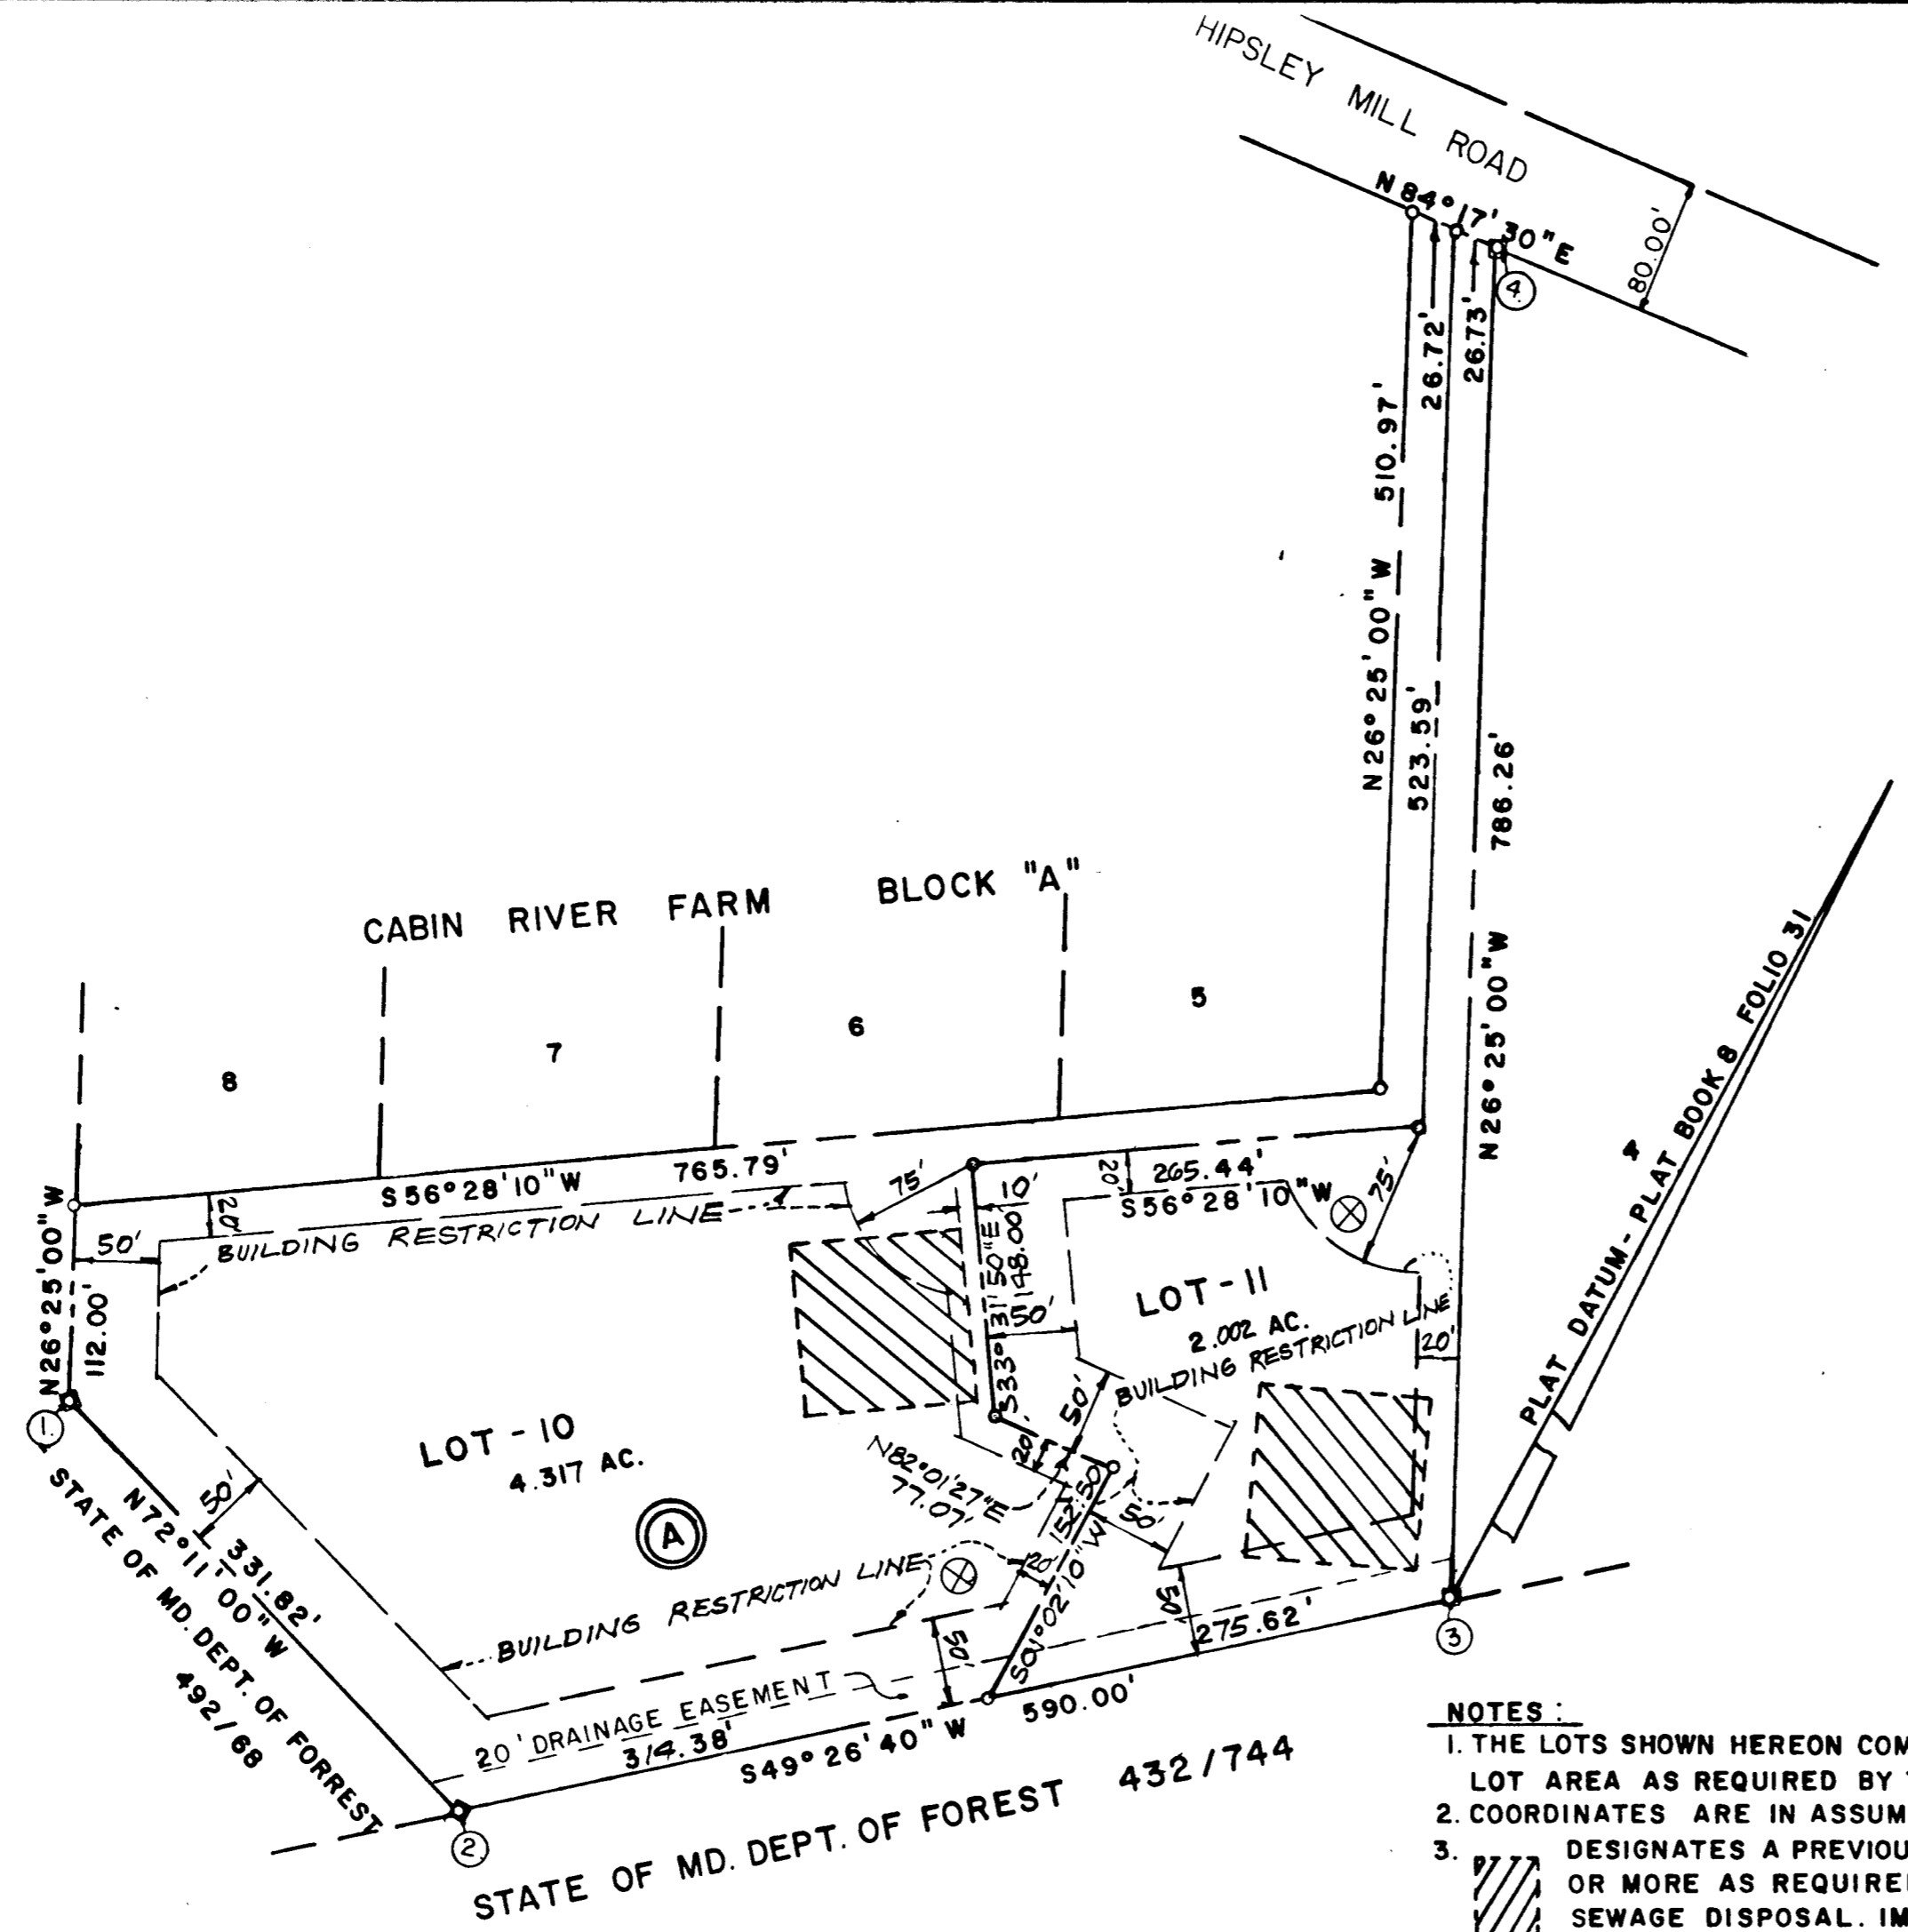 HIPSLEY MILL ROAD
N 84°17'30"E
80.00'
4
26.72'
26.73'
N26°25'00"W 510.97'
523.59'
N26°25'00"W 786.26'
CABIN RIVER FARM BLOCK "A"
8
7
6
5
PLAT DATUM-PLAT BOOK 8 FOLIO 31
S56°28'10"W 765.79'
20'
BUILDING RESTRICTION LINE
75'
10'
20'
265.44'
S56°28'10"W
75'
N26°25'00"W
112.00'
50'
S33°31'50"E
148.00'
50'
LOT-11
2.002 AC.
BUILDING RESTRICTION LINE
20'
1
LOT-10
4.317 AC.
A
50'
20'
N82°01'27"E
77.07'
152.50'
S01°02'10"W
50'
20'
50'
50'
N72°11'00"W
331.82'
50'
STATE OF MD. DEPT. OF FORREST
492/68
BUILDING RESTRICTION LINE
20' DRAINAGE EASEMENT
314.38'
275.62'
3
S49°26'40"W
590.00'
2
STATE OF MD. DEPT. OF FOREST 432/744
NOTES:
1. THE LOTS SHOWN HEREON COM
LOT AREA AS REQUIRED BY
2. COORDINATES ARE IN ASSUM
3. DESIGNATES A PREVIOU
OR MORE AS REQUIRE
SEWAGE DISPOSAL. IM